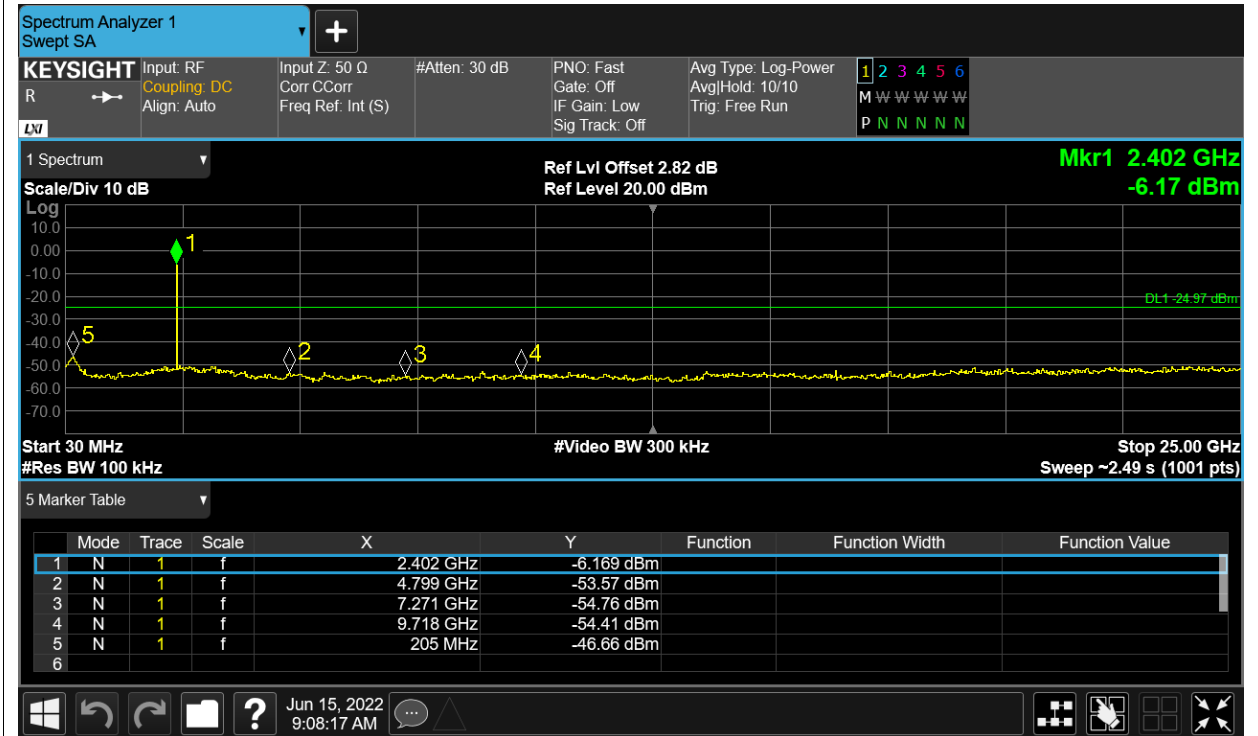 Spectrum Analyzer 1
Swept SA
KEYSIGHT Input: RF Input Z: 50 Ω #Atten: 30 dB PNO: Fast Avg Type: Log-Power 1 2 3 4 5 6
R Coupling: DC Corr CCorr Gate: Off Avg|Hold: 10/10 M W W W W W
Align: Auto Freq Ref: Int (S) IF Gain: Low Trig: Free Run
LXI Sig Track: Off P N N N N N
1 Spectrum Ref Lvl Offset 2.82 dB Mkr1 2.402 GHz
Scale/Div 10 dB Ref Level 20.00 dBm -6.17 dBm
Log
10.0
0.00 1
-10.0
-20.0 DL1 -24.97 dBm
-30.0
-40.0 5
-50.0 2 3 4
-60.0
-70.0
Start 30 MHz #Video BW 300 kHz Stop 25.00 GHz
#Res BW 100 kHz Sweep ~2.49 s (1001 pts)
5 Marker Table
Mode Trace Scale X Y Function Function Width Function Value
1 N 1 f 2.402 GHz -6.169 dBm
2 N 1 f 4.799 GHz -53.57 dBm
3 N 1 f 7.271 GHz -54.76 dBm
4 N 1 f 9.718 GHz -54.41 dBm
5 N 1 f 205 MHz -46.66 dBm
6
? Jun 15, 2022
9:08:17 AM